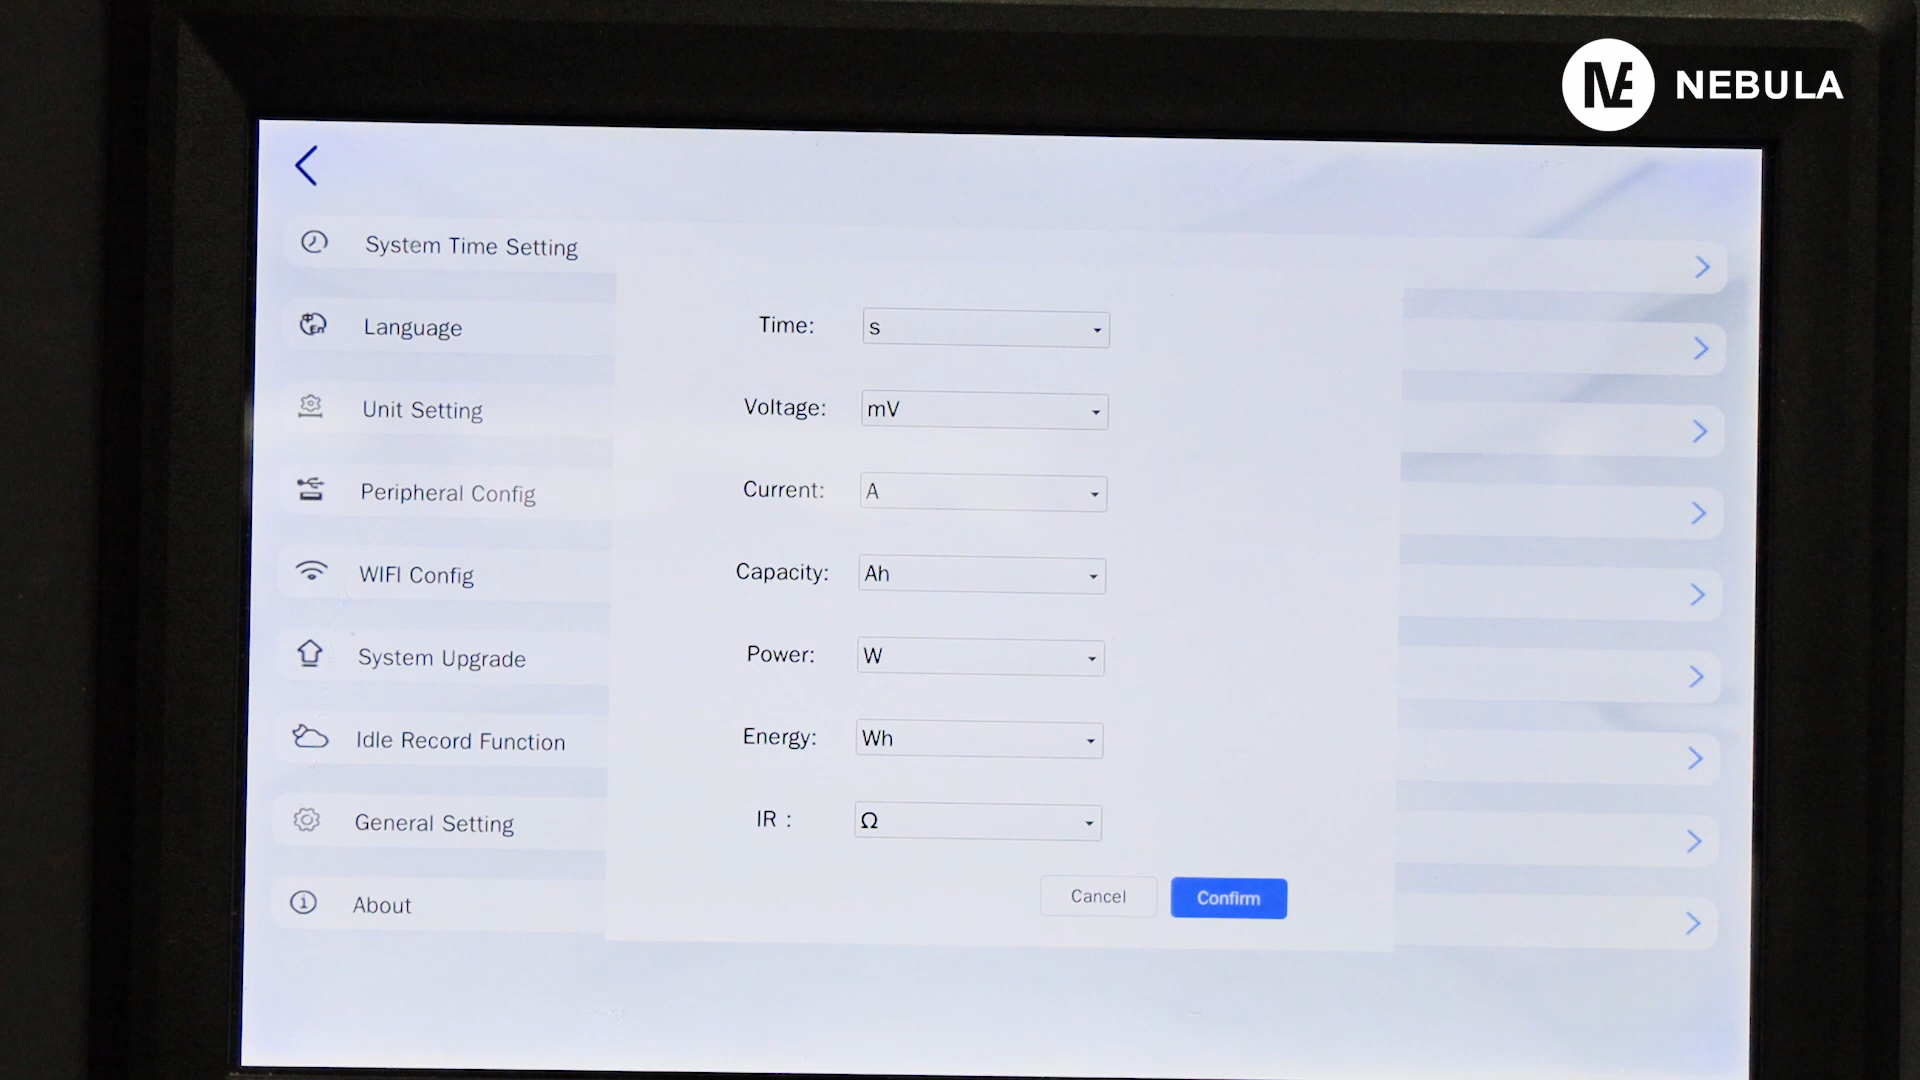 NEBULA
System Time Setting
Language
Unit Setting
Peripheral Config
WIFI Config
System Upgrade
Idle Record Function
General Setting
About
Time: s
Voltage: mV
Current: A
Capacity: Ah
Power: W
Energy: Wh
IR : Ω
Cancel Confirm